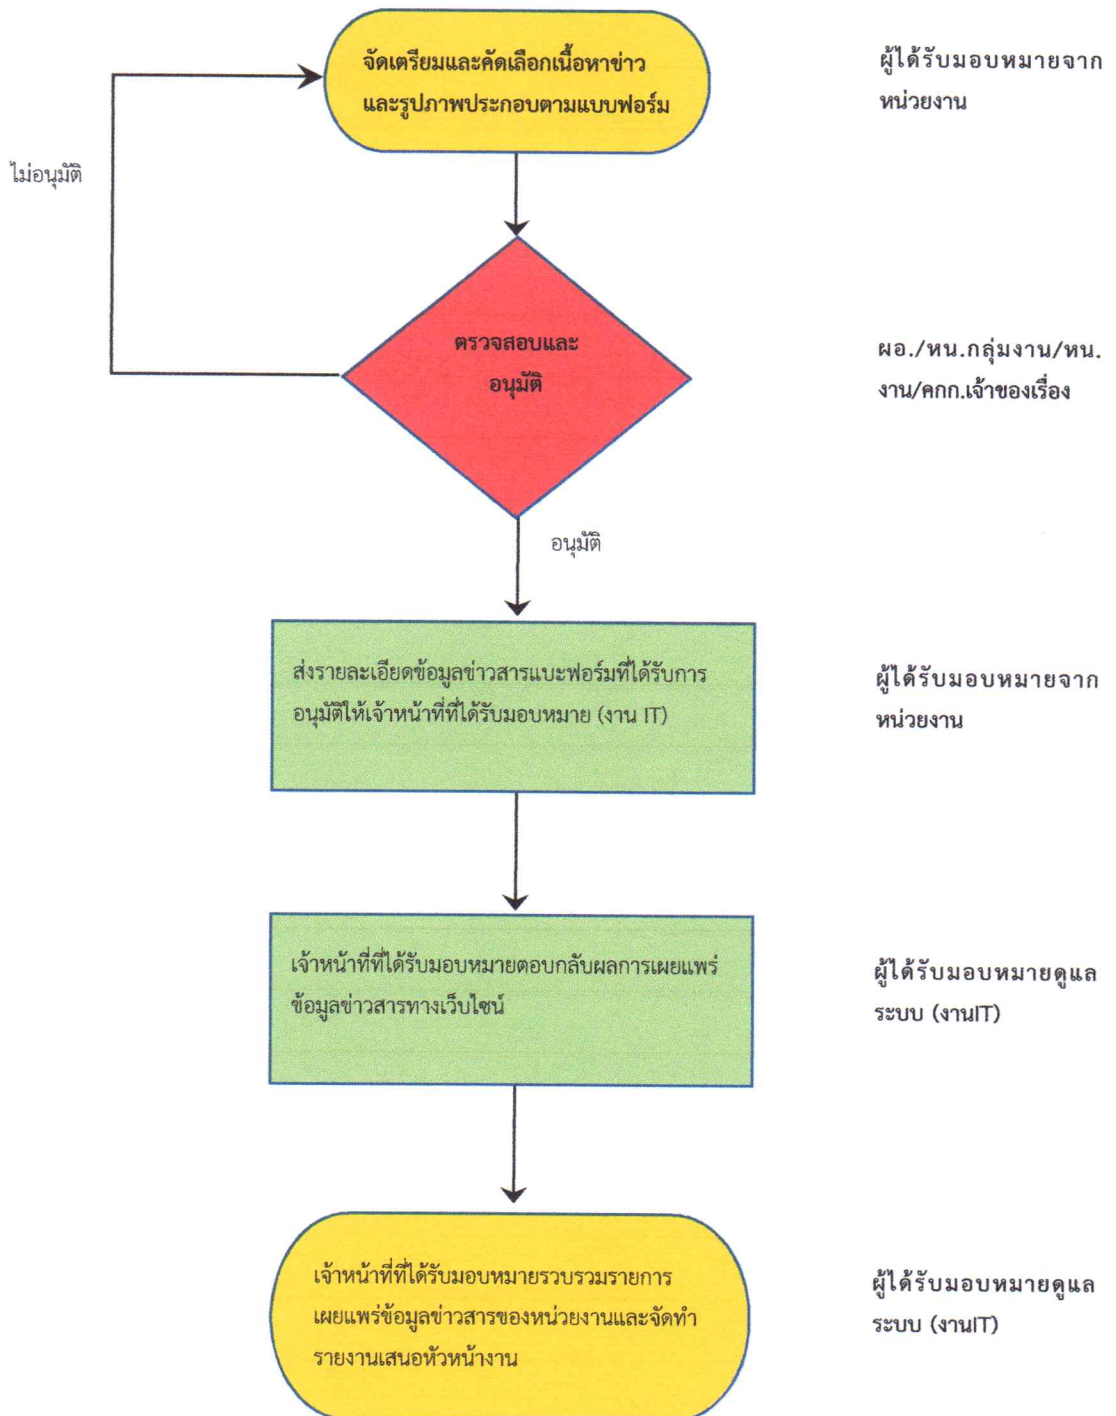 จัดเตรียมและคัดเลือกเนื้อหาข่าว
และรูปภาพประกอบตามแบบฟอร์ม
ผู้ได้รับมอบหมายจาก
หน่วยงาน
ไม่อนุมัติ
ตรวจสอบและ
อนุมัติ
ผอ./หน.กลุ่มงาน/หน.
งาน/คกก.เจ้าของเรื่อง
อนุมัติ
ส่งรายละเอียดข้อมูลข่าวสารแบะฟอร์มที่ได้รับการ
อนุมัติให้เจ้าหน้าที่ที่ได้รับมอบหมาย (งาน IT)
ผู้ได้รับมอบหมายจาก
หน่วยงาน
เจ้าหน้าที่ที่ได้รับมอบหมายตอบกลับผลการเผยแพร่
ข้อมูลข่าวสารทางเว็บไซน์
ผู้ได้รับมอบหมายดูแล
ระบบ (งานIT)
เจ้าหน้าที่ที่ได้รับมอบหมายรวบรวมรายการ
เผยแพร่ข้อมูลข่าวสารของหน่วยงานและจัดทำ
รายงานเสนอหัวหน้างาน
ผู้ได้รับมอบหมายดูแล
ระบบ (งานIT)